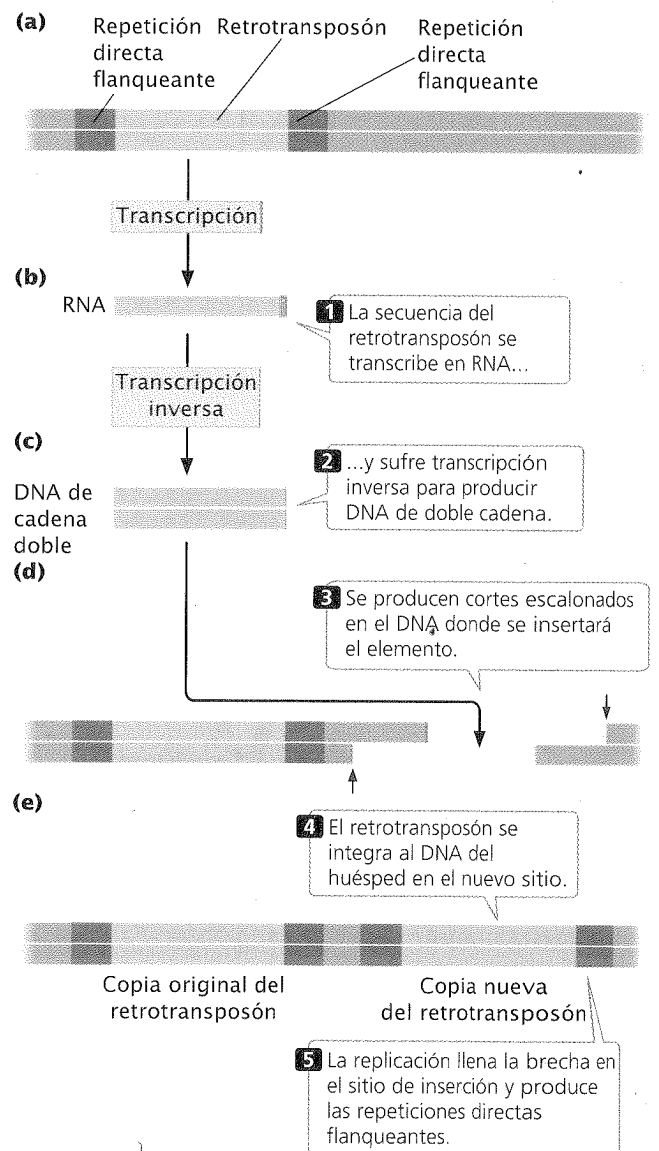 (a)
Repetición directa flanqueante
Retrotransposón
Repetición directa flanqueante
Transcripción
(b)
RNA
1 La secuencia del
retrotransposón se
transcribe en RNA...
Transcripción
inversa
(c)
2 ...y sufre transcripción
inversa para producir
DNA de doble cadena.
DNA de
cadena
doble
(d)
3 Se producen cortes escalonados
en el DNA donde se insertará
el elemento.
(e)
4 El retrotransposón se
integra al DNA del
huésped en el nuevo sitio.
Copia original del
retrotransposón
Copia nueva
del retrotransposón
5 La replicación llena la brecha en
el sitio de inserción y produce
las repeticiones directas
flanqueantes.